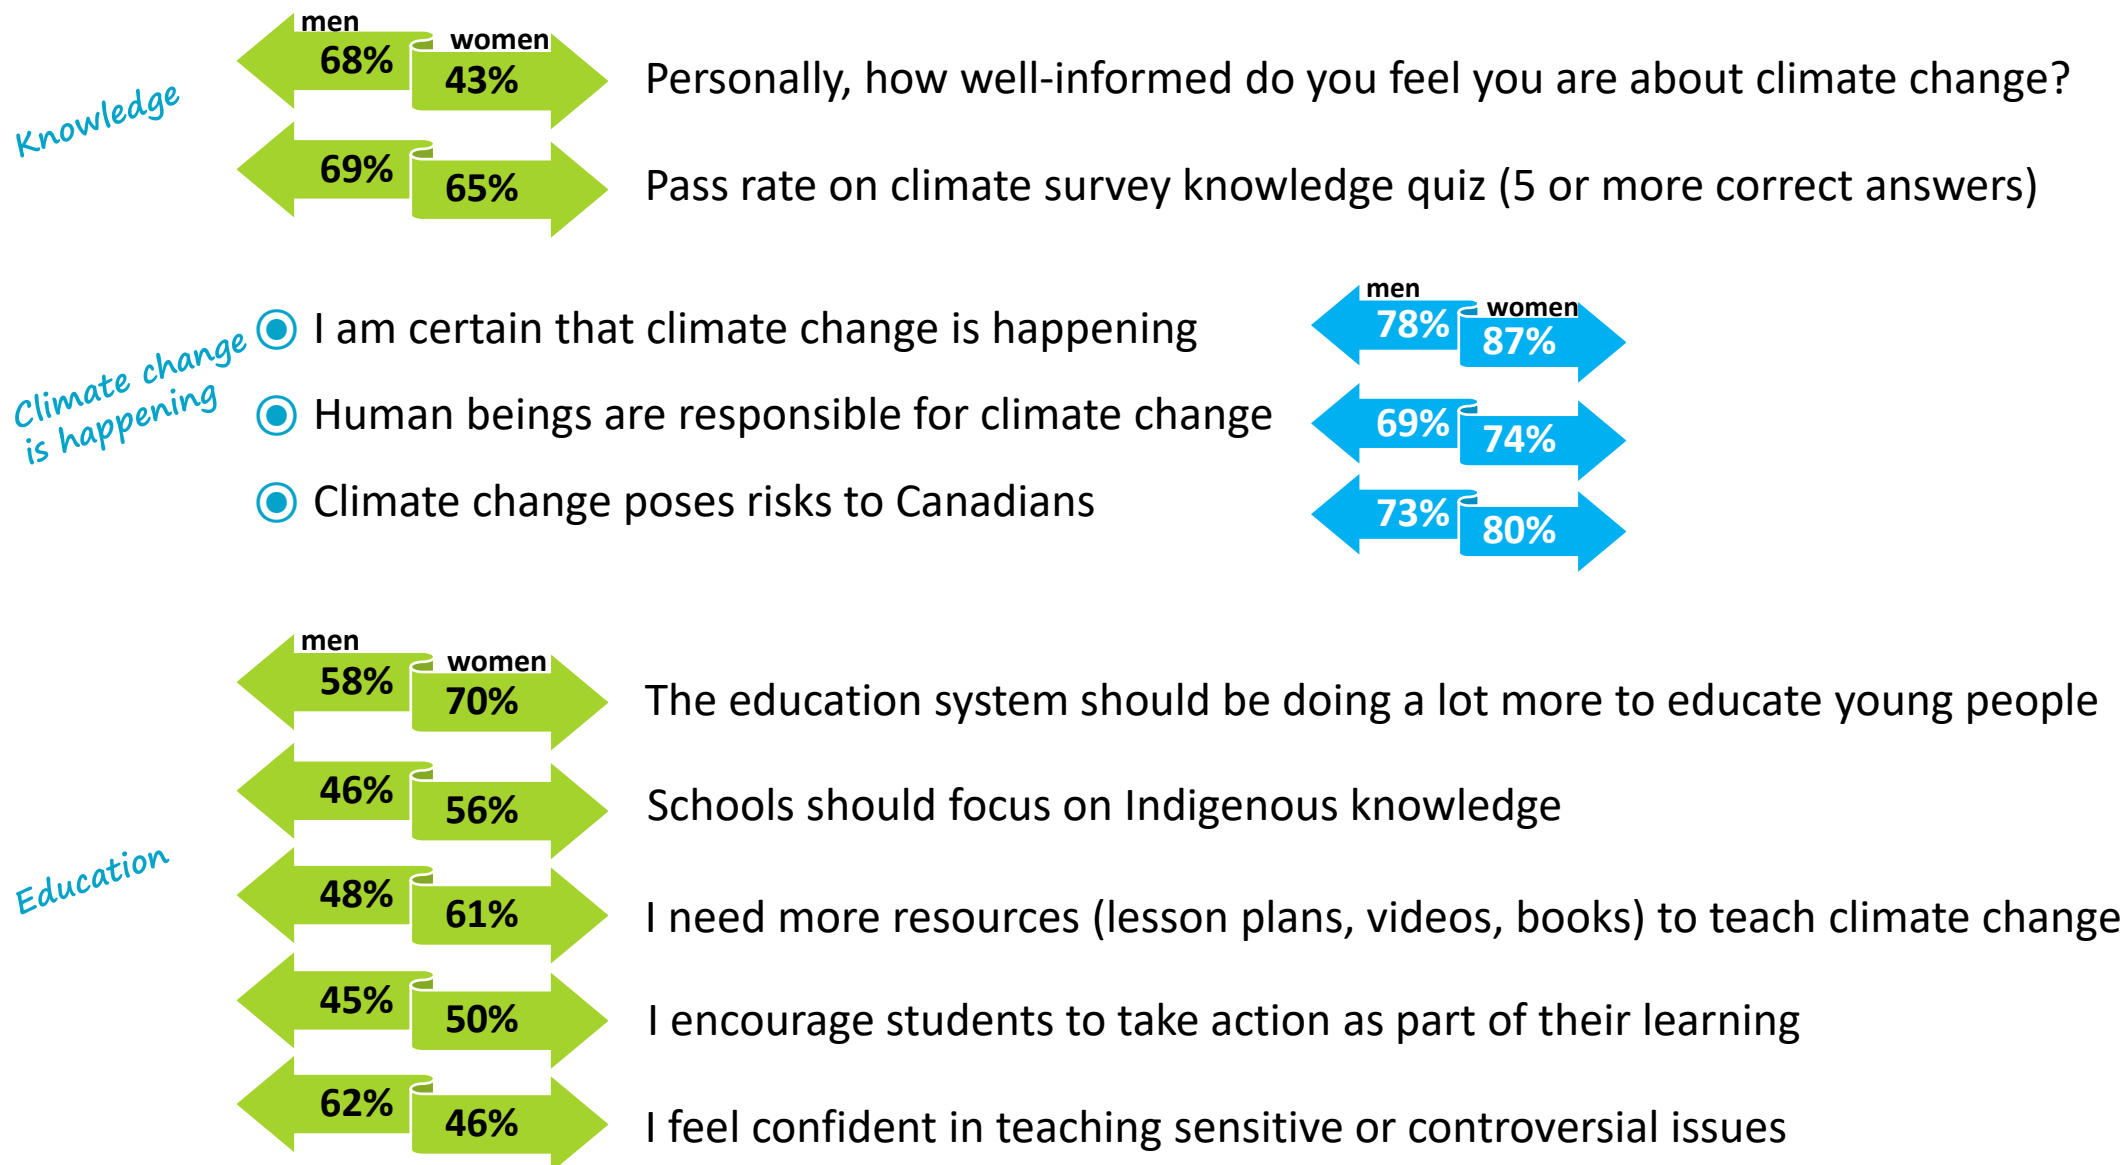 Knowledge
men
68%
women
43%
Personally, how well-informed do you feel you are about climate change?
69%
65%
Pass rate on climate survey knowledge quiz (5 or more correct answers)
Climate change
is happening
I am certain that climate change is happening
men
78%
women
87%
Human beings are responsible for climate change
69%
74%
Climate change poses risks to Canadians
73%
80%
Education
men
58%
women
70%
The education system should be doing a lot more to educate young people
46%
56%
Schools should focus on Indigenous knowledge
48%
61%
I need more resources (lesson plans, videos, books) to teach climate change
45%
50%
I encourage students to take action as part of their learning
62%
46%
I feel confident in teaching sensitive or controversial issues